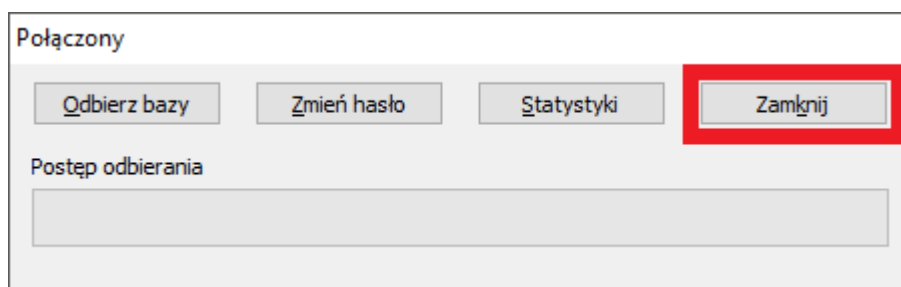 Połączony
Odbierz bazy Zmień hasło Statystyki Zamknij
Postęp odbierania